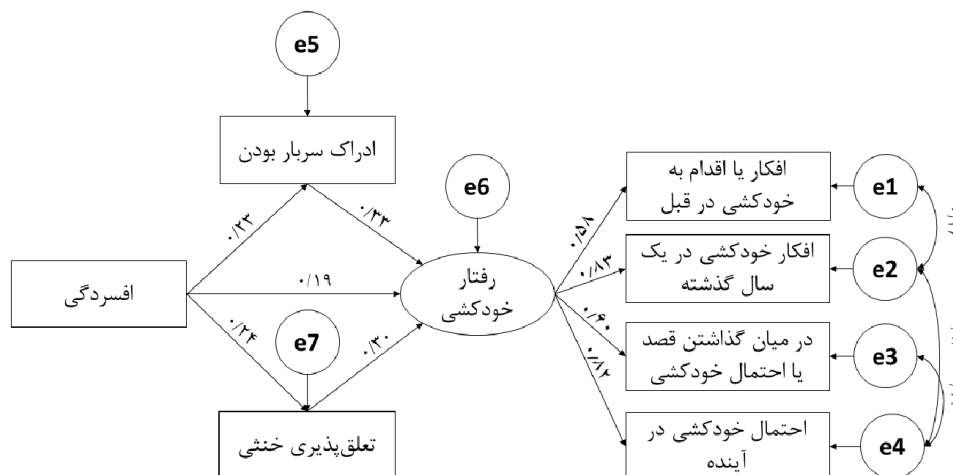 e5
ادراک سربار بودن
e6
افکار یا اقدام به
خودکشی در قبل
e1
۰/۲۳
۰/۳۳
۰/۵۸
افسردگی
۰/۱۹
رفتار
خودکشی
۰/۸۳
افکار خودکشی در یک
سال گذشته
e2
۰/۲۴
e7
۰/۳۰
۰/۶۰
در میان گذاشتن قصد
یا احتمال خودکشی
e3
تعلق‌پذیری خنثی
۰/۸۲
احتمال خودکشی در
آینده
e4